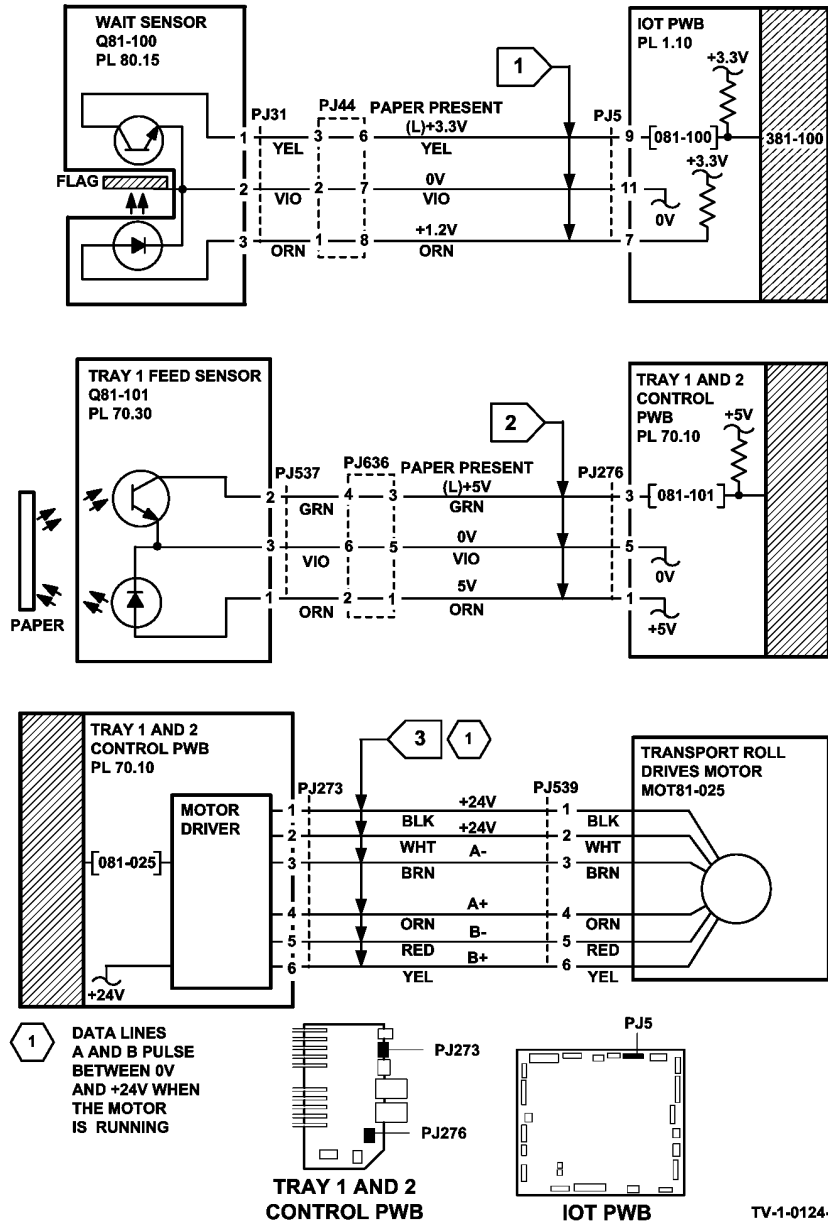 WAIT SENSOR
Q81-100
PL 80.15
FLAG
1
2
3
PJ31
YEL
VIO
ORN
PJ44
3 6
2 7
1 8
PAPER PRESENT
(L)+3.3V
YEL
0V
VIO
+1.2V
ORN
1
PJ5
9
11
7
IOT PWB
PL 1.10
+3.3V
081-100
381-100
+3.3V
0V
TRAY 1 FEED SENSOR
Q81-101
PL 70.30
PAPER
2
3
1
PJ537
GRN
VIO
ORN
PJ636
4 3
6 5
2 1
PAPER PRESENT
(L)+5V
GRN
0V
VIO
5V
ORN
2
PJ276
3
5
1
TRAY 1 AND 2
CONTROL
PWB
PL 70.10
+5V
081-101
0V
+5V
TRAY 1 AND 2
CONTROL PWB
PL 70.10
MOTOR
DRIVER
081-025
+24V
1
2
3
4
5
6
PJ273
3
1
BLK
WHT
BRN
ORN
RED
YEL
+24V
+24V
A-
A+
B-
B+
PJ539
1
2
3
4
5
6
BLK
WHT
BRN
ORN
RED
YEL
TRANSPORT ROLL
DRIVES MOTOR
MOT81-025
1
DATA LINES
A AND B PULSE
BETWEEN 0V
AND +24V WHEN
THE MOTOR
IS RUNNING
PJ273
PJ276
TRAY 1 AND 2
CONTROL PWB
PJ5
IOT PWB
TV-1-0124-